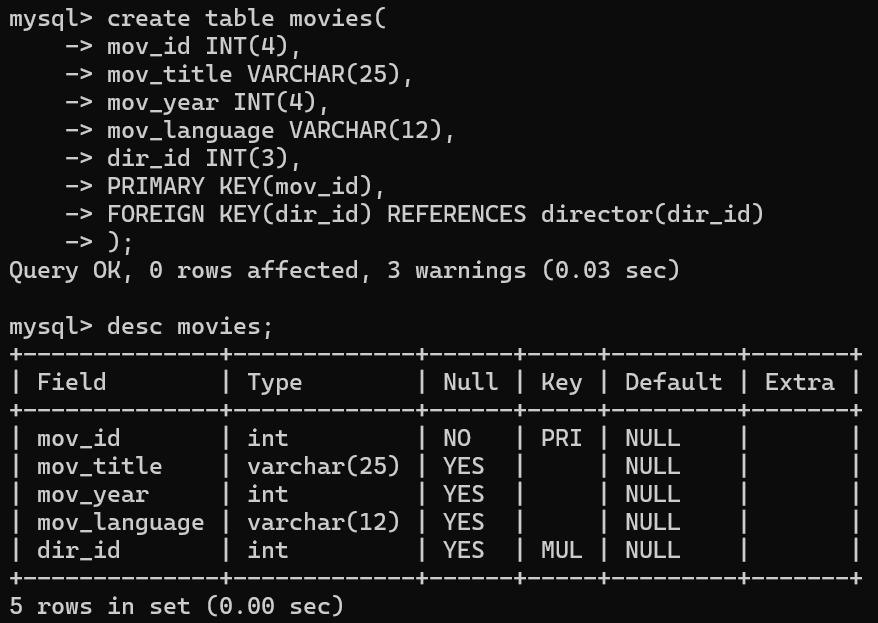 mysql> create table movies(
    -> mov_id INT(4),
    -> mov_title VARCHAR(25),
    -> mov_year INT(4),
    -> mov_language VARCHAR(12),
    -> dir_id INT(3),
    -> PRIMARY KEY(mov_id),
    -> FOREIGN KEY(dir_id) REFERENCES director(dir_id)
    -> );
Query OK, 0 rows affected, 3 warnings (0.03 sec)

mysql> desc movies;
+--------------+-------------+------+-----+---------+-------+
| Field        | Type        | Null | Key | Default | Extra |
+--------------+-------------+------+-----+---------+-------+
| mov_id       | int         | NO   | PRI | NULL    |       |
| mov_title    | varchar(25) | YES  |     | NULL    |       |
| mov_year     | int         | YES  |     | NULL    |       |
| mov_language | varchar(12) | YES  |     | NULL    |       |
| dir_id       | int         | YES  | MUL | NULL    |       |
+--------------+-------------+------+-----+---------+-------+
5 rows in set (0.00 sec)